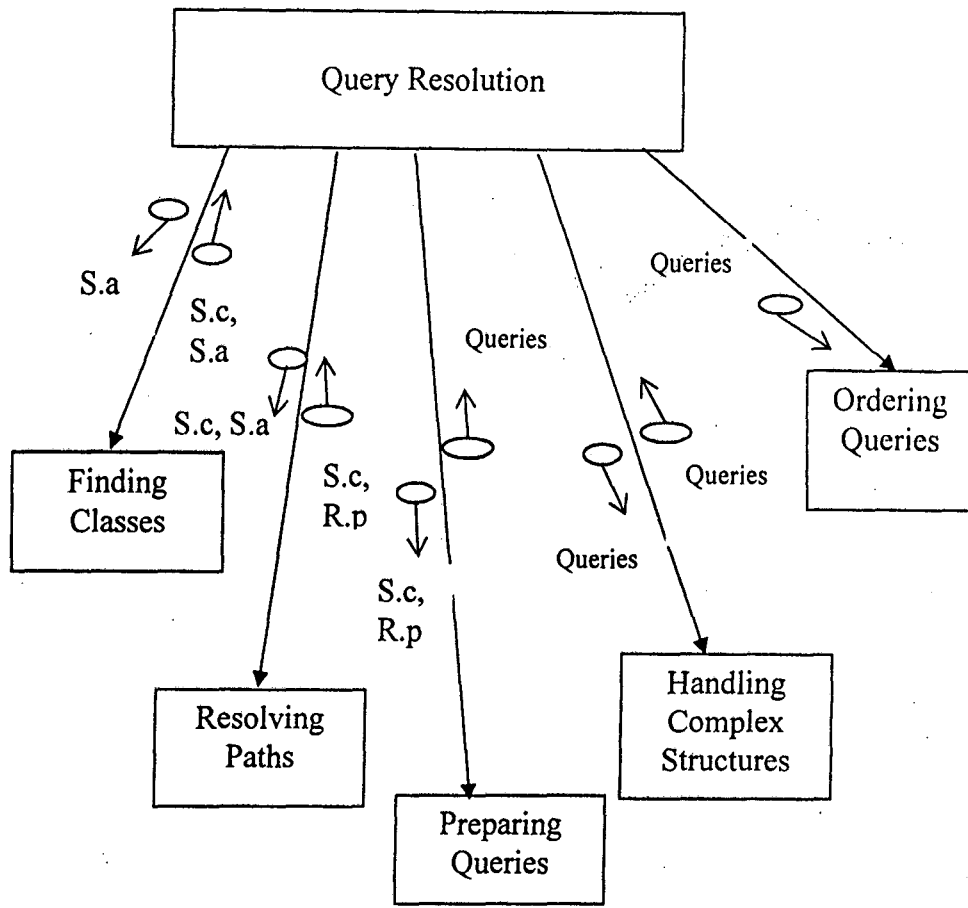 Query Resolution
S.a
S.c,
S.a
S.c, S.a
S.c,
R.p
S.c,
R.p
Queries
Queries
Queries
Queries
Finding
Classes
Resolving
Paths
Preparing
Queries
Handling
Complex
Structures
Ordering
Queries